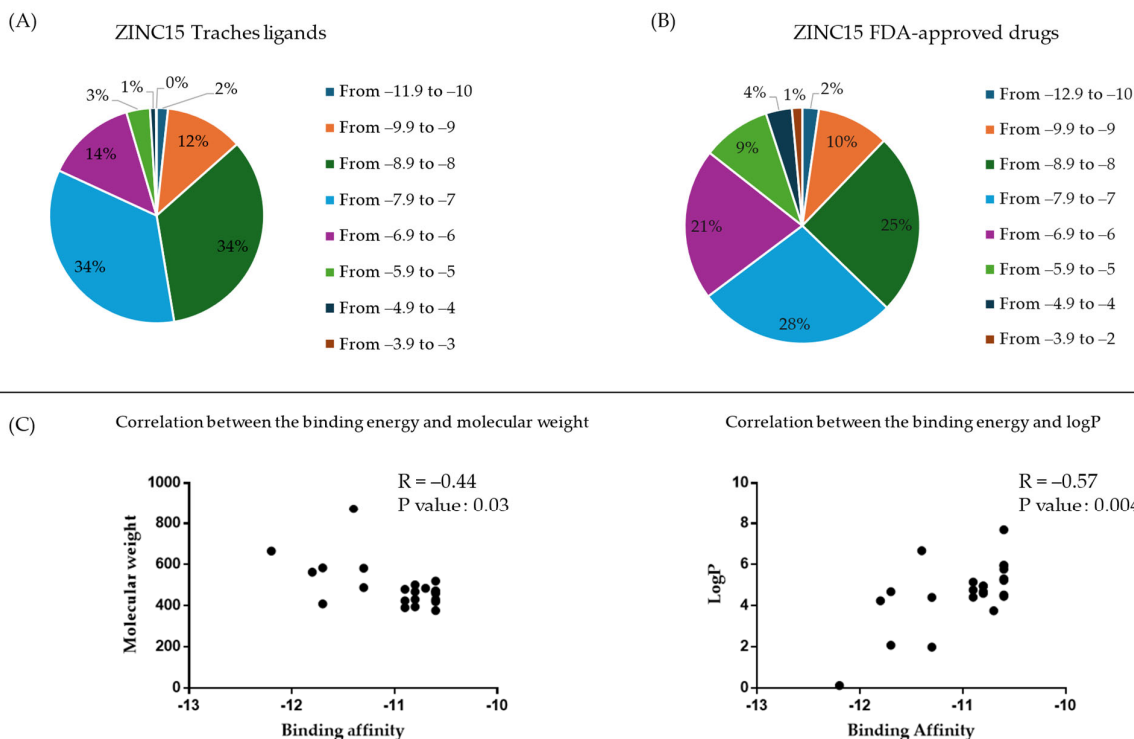 (A)
ZINC15 Traches ligands
3%
1%
0%
2%
12%
34%
34%
14%
From –11.9 to –10
From –9.9 to –9
From –8.9 to –8
From –7.9 to –7
From –6.9 to –6
From –5.9 to –5
From –4.9 to –4
From –3.9 to –3
(B)
ZINC15 FDA-approved drugs
4%
1%
2%
10%
25%
28%
21%
9%
From –12.9 to –10
From –9.9 to –9
From –8.9 to –8
From –7.9 to –7
From –6.9 to –6
From –5.9 to –5
From –4.9 to –4
From –3.9 to –2
(C)
Correlation between the binding energy and molecular weight
R = –0.44
P value: 0.03
Molecular weight
1000
800
600
400
200
0
-13
-12
-11
-10
Binding affinity
Correlation between the binding energy and logP
R = –0.57
P value: 0.004
LogP
10
8
6
4
2
0
-13
-12
-11
-10
Binding Affinity